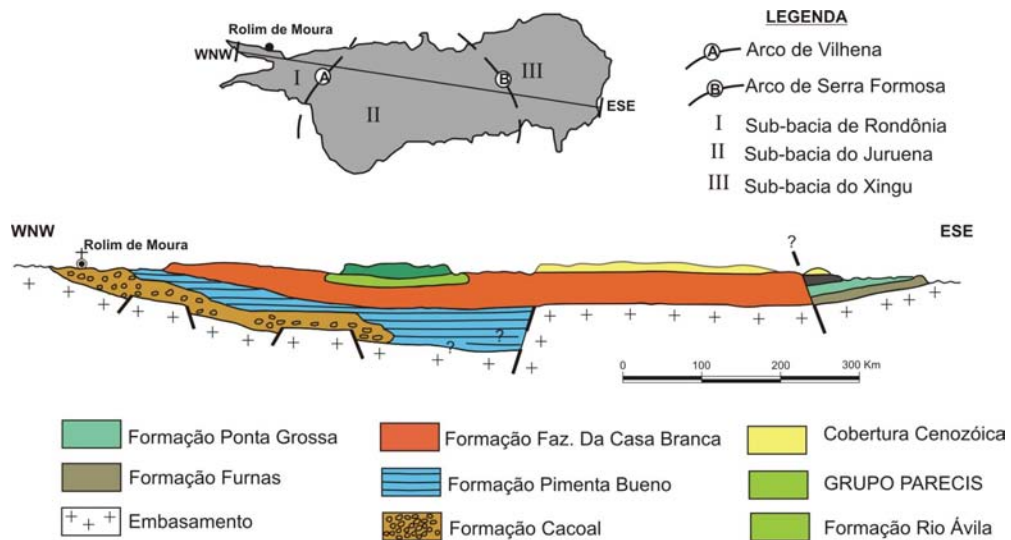 LEGENDA
Rolim de Moura
WNW
A
B
I
II
III
ESE
A Arco de Vilhena
B Arco de Serra Formosa
I Sub-bacia de Rondônia
II Sub-bacia do Juruena
III Sub-bacia do Xingu
WNW
ESE
Rolim de Moura
?
? ?
0 100 200 300 Km
Formação Ponta Grossa
Formação Faz. Da Casa Branca
Cobertura Cenozóica
Formação Furnas
Formação Pimenta Bueno
GRUPO PARECIS
Embasamento
Formação Cacoal
Formação Rio Ávila